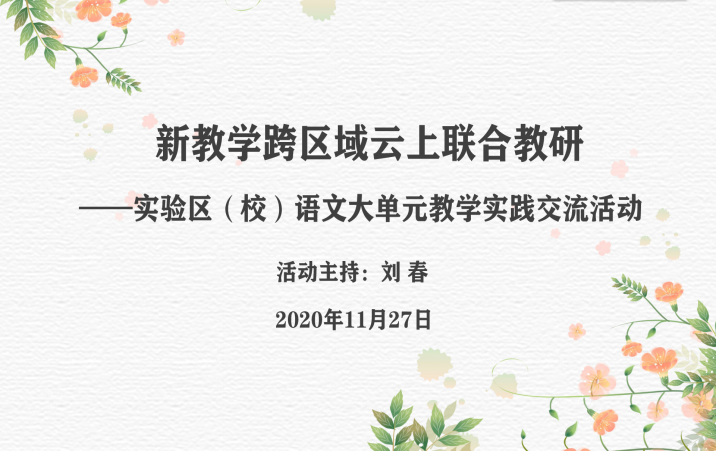 新教学跨区域云上联合教研
——实验区（校）语文大单元教学实践交流活动
活动主持：刘 春
2020年11月27日